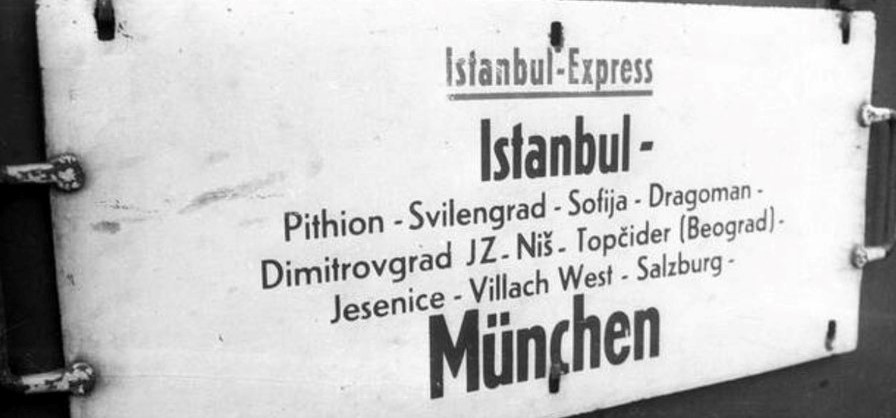 Istanbul-Express
Istanbul -
Pithion - Svilengrad - Sofija - Dragoman -
Dimitrovgrad JZ - Niš - Topčider (Beograd) -
Jesenice - Villach West - Salzburg -
München